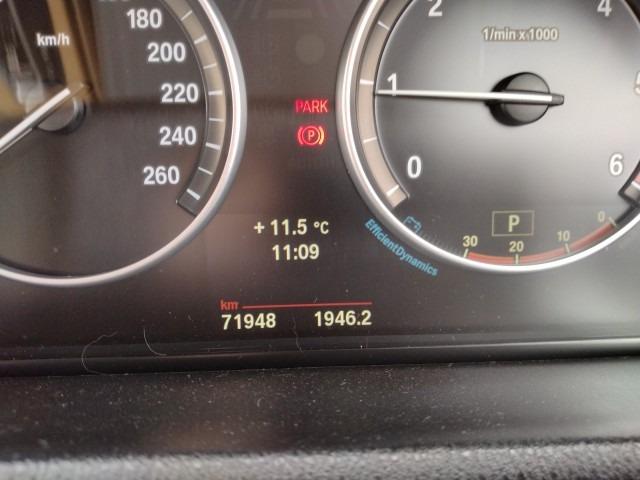 180
km/h
200
220
240
260
2
4
1/min x 1000
1
0
6
PARK
P
+ 11.5 °C
11:09
EfficientDynamics
P
30
20
10
0
km
71948 1946.2